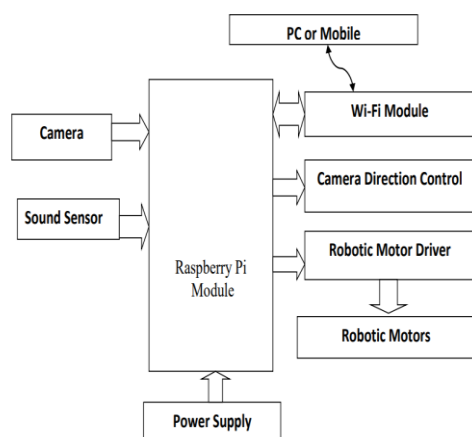 PC or Mobile
Camera
Wi-Fi Module
Camera Direction Control
Sound Sensor
Raspberry Pi
Module
Robotic Motor Driver
Robotic Motors
Power Supply